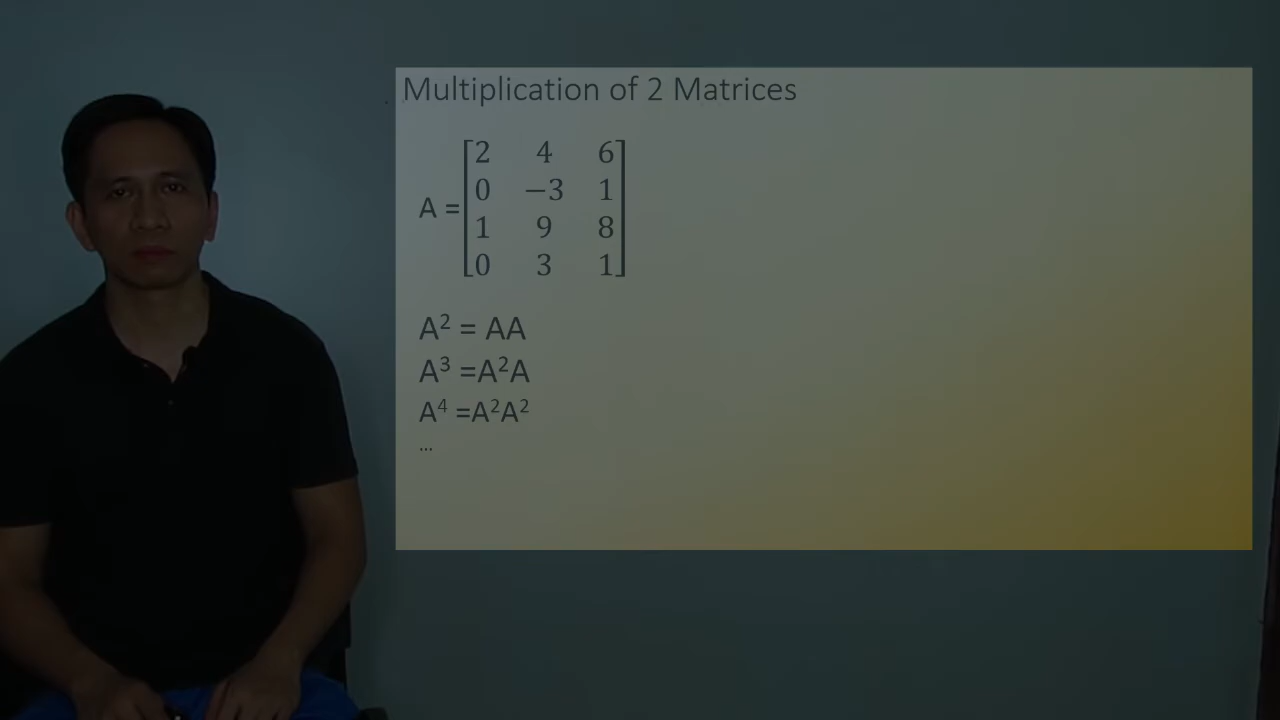 Multiplication of 2 Matrices
A = [2 4 6
0 −3 1
1 9 8
0 3 1]
A² = AA
A³ =A²A
A⁴ =A²A²
...